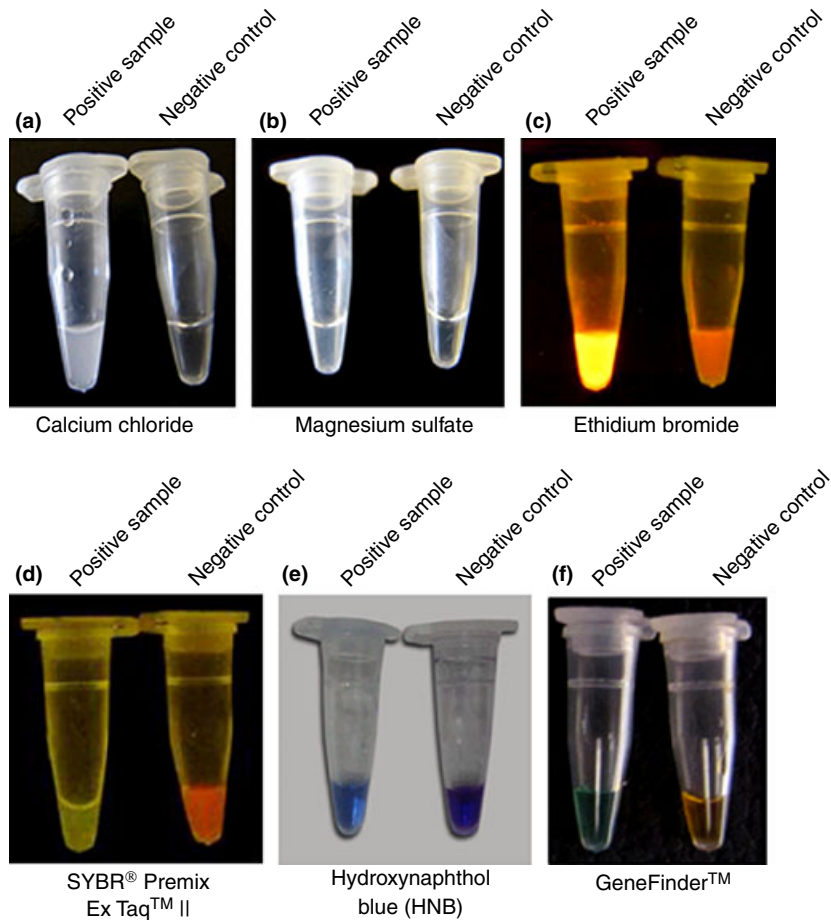 Positive sample
Negative control
Positive sample
Negative control
Positive sample
Negative control
(a)
(b)
(c)
Calcium chloride
Magnesium sulfate
Ethidium bromide
Positive sample
Negative control
Positive sample
Negative control
Positive sample
Negative control
(d)
(e)
(f)
SYBR® Premix
Ex Taq™ II
Hydroxynaphthol
blue (HNB)
GeneFinder™